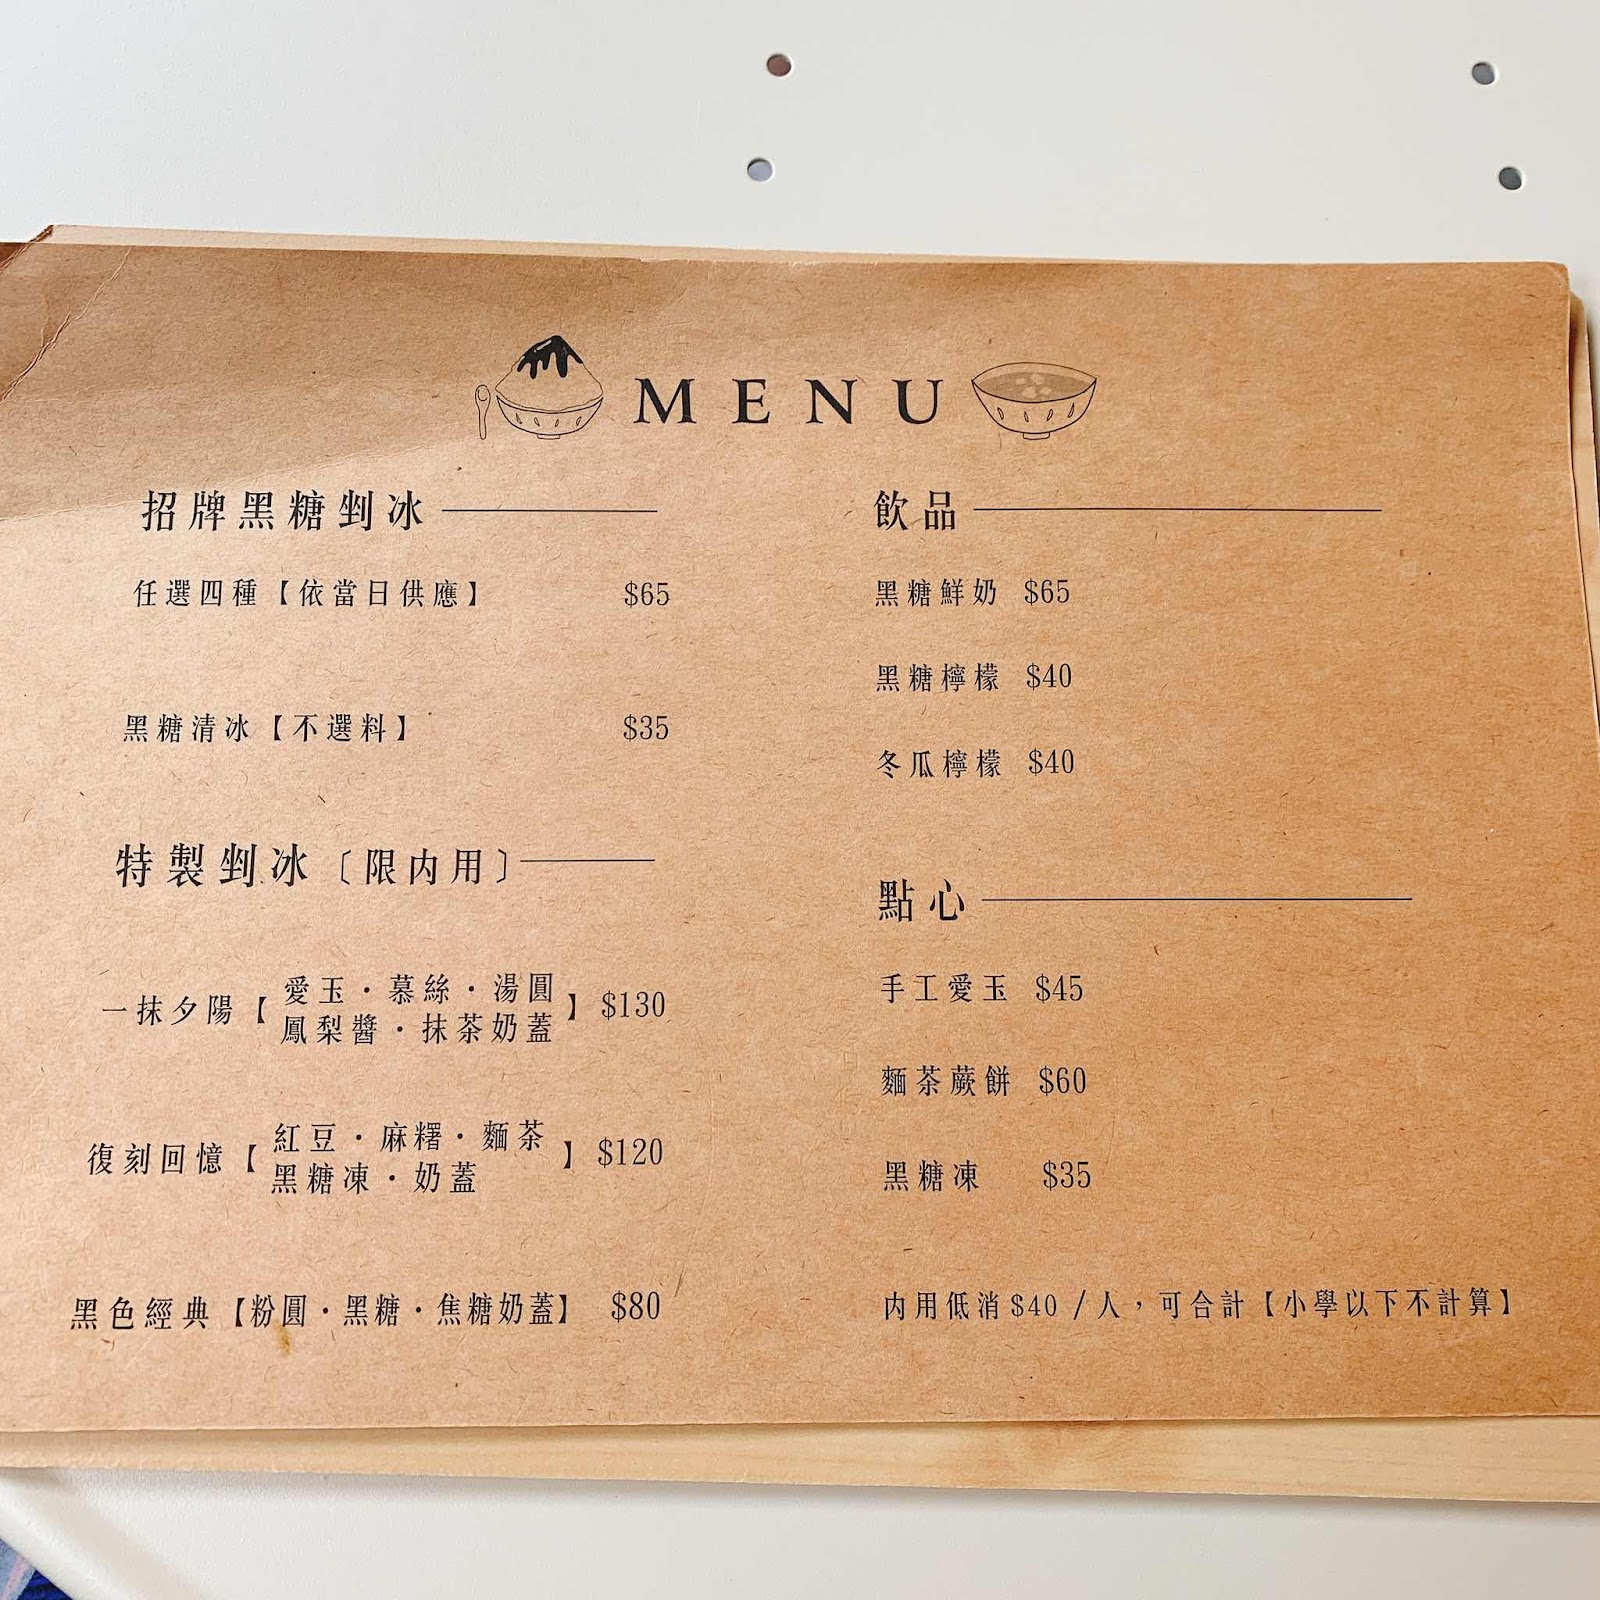 MENU
招牌黑糖剉冰
任選四種【依當日供應】 $65
黑糖清冰【不選料】 $35
特製剉冰〔限内用〕
一抹夕陽【愛玉・慕絲・湯圓
鳳梨醬・抹茶奶蓋】 $130
復刻回憶【紅豆・麻糬・麵茶
黑糖凍・奶蓋】 $120
黑色經典【粉圓・黑糖・焦糖奶蓋】 $80
飲品
黑糖鮮奶 $65
黑糖檸檬 $40
冬瓜檸檬 $40
點心
手工愛玉 $45
麵茶蕨餅 $60
黑糖凍 $35
内用低消$40/人，可合計【小學以下不計算】